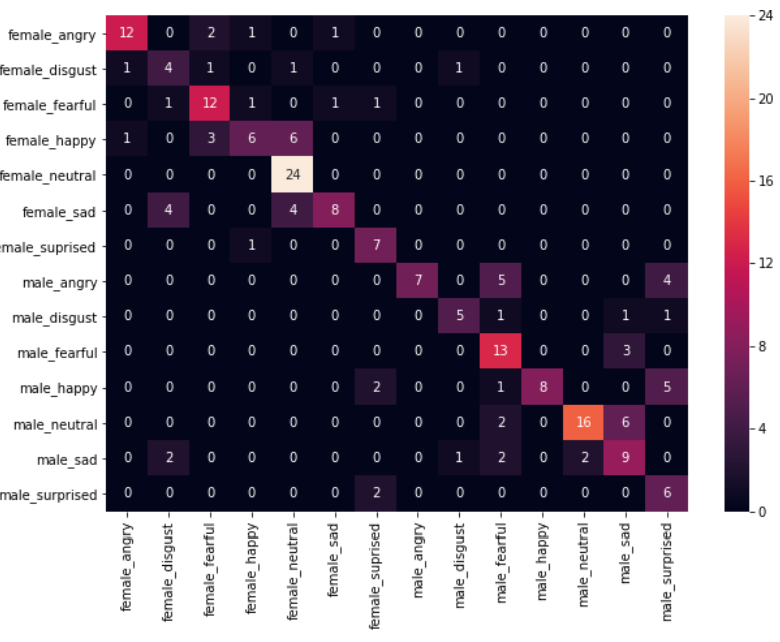 female_angry 12 0 2 1 0 1 0 0 0 0 0 0 0 0
female_disgust 1 4 1 0 1 0 0 0 1 0 0 0 0 0
female_fearful 0 1 12 1 0 1 1 0 0 0 0 0 0 0
female_happy 1 0 3 6 6 0 0 0 0 0 0 0 0 0
female_neutral 0 0 0 0 24 0 0 0 0 0 0 0 0 0
female_sad 0 4 0 0 4 8 0 0 0 0 0 0 0 0
emale_suprised 0 0 0 1 0 0 7 0 0 0 0 0 0 0
male_angry 0 0 0 0 0 0 0 7 0 5 0 0 0 4
male_disgust 0 0 0 0 0 0 0 0 5 1 0 0 1 1
male_fearful 0 0 0 0 0 0 0 0 0 13 0 0 3 0
male_happy 0 0 0 0 0 0 2 0 0 1 8 0 0 5
male_neutral 0 0 0 0 0 0 0 0 0 2 0 16 6 0
male_sad 0 2 0 0 0 0 0 0 1 2 0 2 9 0
male_surprised 0 0 0 0 0 0 2 0 0 0 0 0 0 6
female_angry
female_disgust
female_fearful
female_happy
female_neutral
female_sad
female_suprised
male_angry
male_disgust
male_fearful
male_happy
male_neutral
male_sad
male_surprised
24
20
16
12
8
4
0